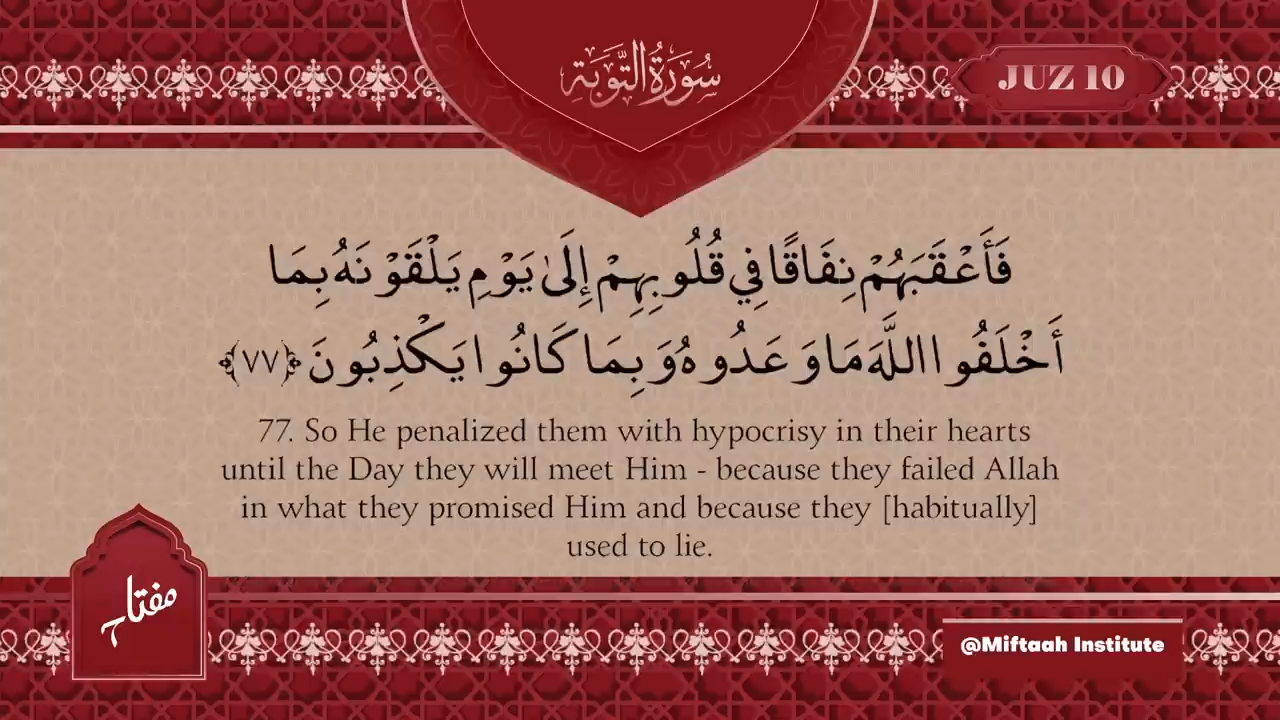 سُورَةُ التَّوْبَةِ
JUZ 10
فَأَعْقَبَهُمْ نِفَاقًا فِي قُلُوبِهِمْ إِلَىٰ يَوْمِ يَلْقَوْنَهُ بِمَا
أَخْلَفُوا اللَّهَ مَا وَعَدُوهُ وَبِمَا كَانُوا يَكْذِبُونَ ﴿٧٧﴾
77. So He penalized them with hypocrisy in their hearts
until the Day they will meet Him - because they failed Allah
in what they promised Him and because they [habitually]
used to lie.
مفتاح
@Miftaah Institute